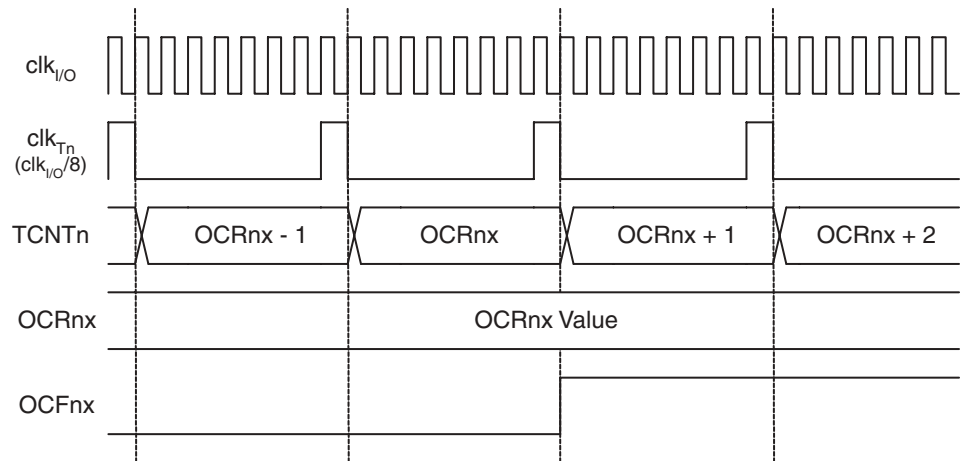 clkI/O
clkTn
(clkI/O/8)
TCNTn
OCRnx - 1
OCRnx
OCRnx + 1
OCRnx + 2
OCRnx
OCRnx Value
OCFnx